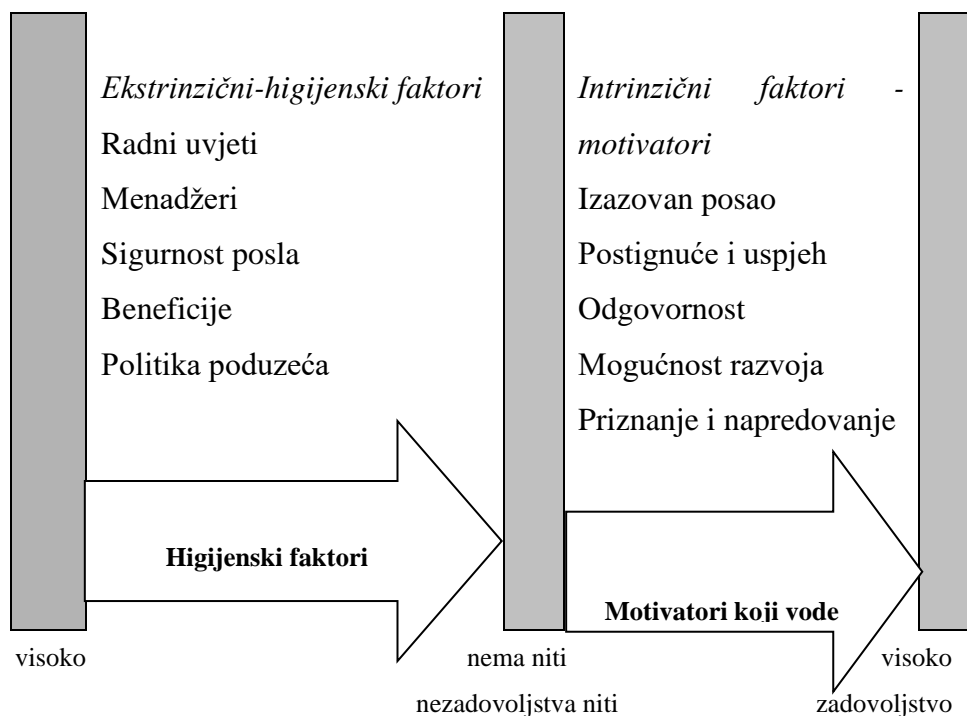 Ekstrinzični-higijenski faktori
Radni uvjeti
Menadžeri
Sigurnost posla
Beneficije
Politika poduzeća
Intrinzični faktori -
motivatori
Izazovan posao
Postignuće i uspjeh
Odgovornost
Mogućnost razvoja
Priznanje i napredovanje
Higijenski faktori
Motivatori koji vode
visoko
nema niti
nezadovoljstva niti
visoko
zadovoljstvo